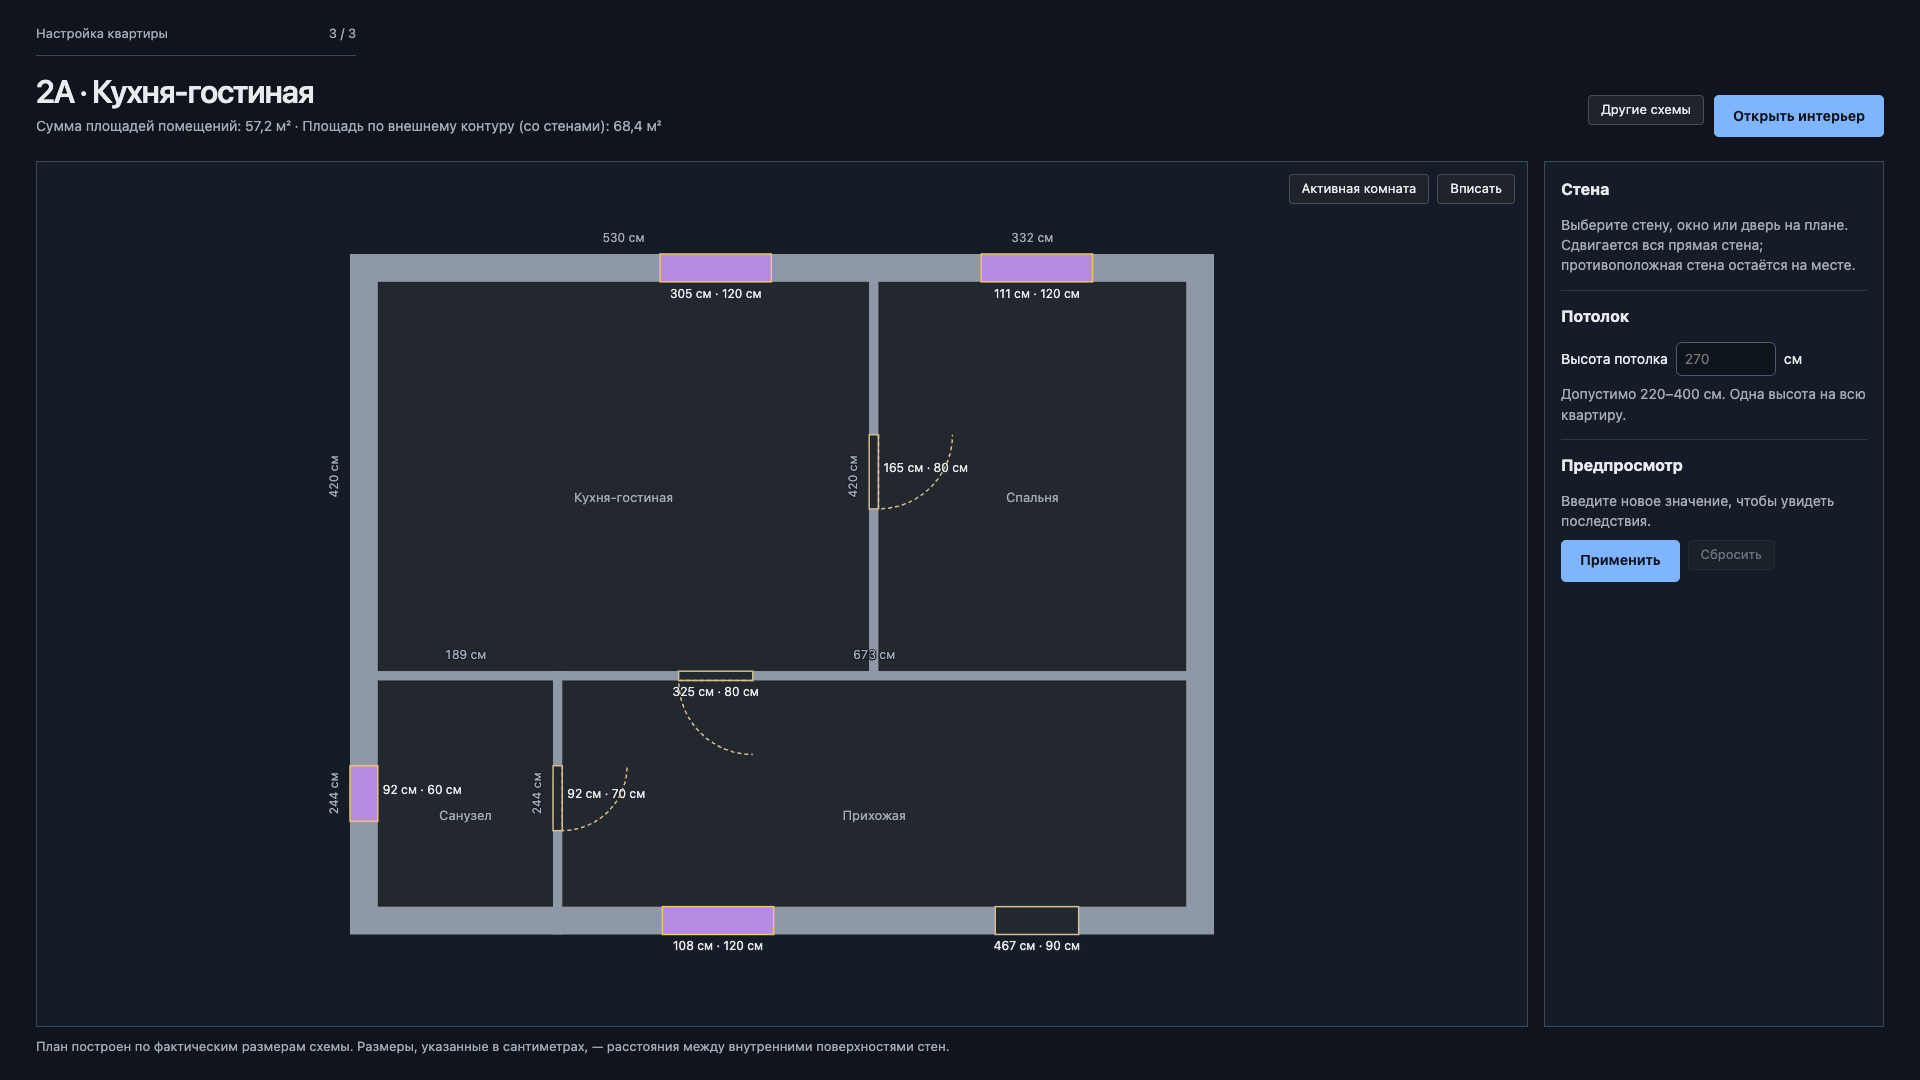 Настройка квартиры
3 / 3
2А · Кухня-гостиная
Сумма площадей помещений: 57,2 м² · Площадь по внешнему контуру (со стенами): 68,4 м²
Другие схемы
Открыть интерьер
Активная комната
Вписать
530 см
332 см
305 см · 120 см
111 см · 120 см
420 см
420 см
165 см · 80 см
Кухня-гостиная
Спальня
189 см
673 см
325 см · 80 см
244 см
92 см · 60 см
244 см
92 см · 70 см
Санузел
Прихожая
108 см · 120 см
467 см · 90 см
Стена
Выберите стену, окно или дверь на плане.
Сдвигается вся прямая стена;
противоположная стена остаётся на месте.
Потолок
Высота потолка
270
см
Допустимо 220–400 см. Одна высота на всю
квартиру.
Предпросмотр
Введите новое значение, чтобы увидеть
последствия.
Применить
Сбросить
План построен по фактическим размерам схемы. Размеры, указанные в сантиметрах, — расстояния между внутренними поверхностями стен.